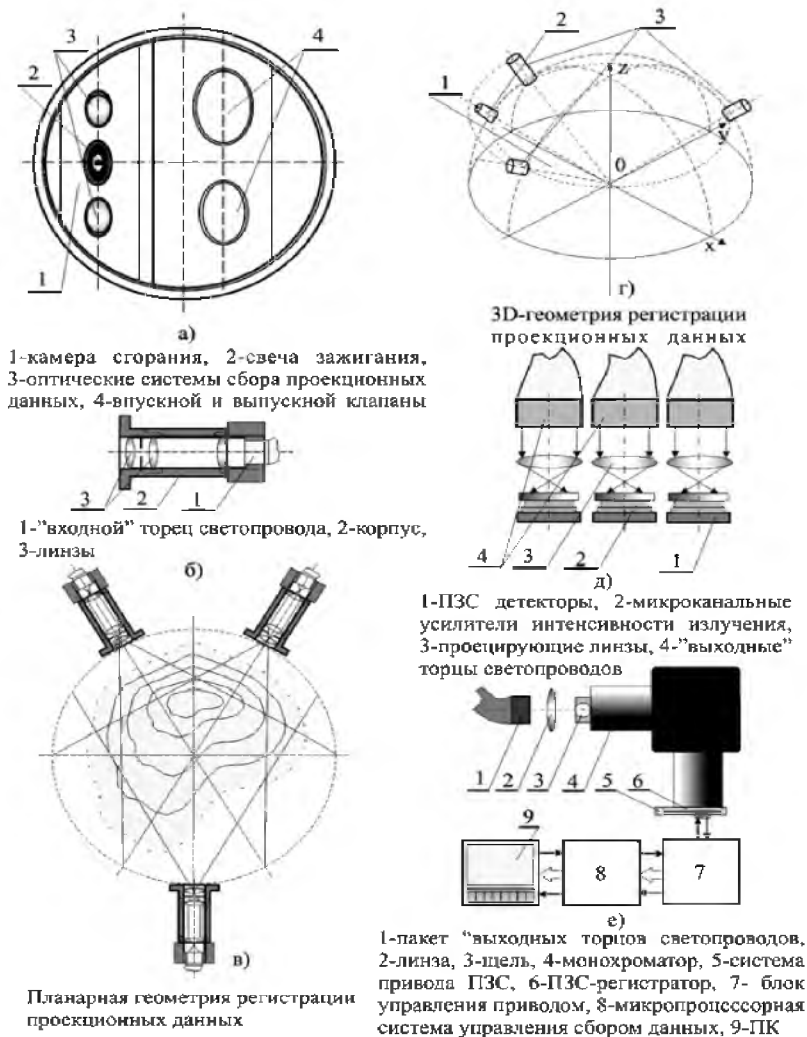 3
4
2
1
а)
1-камера сгорания, 2-свеча зажигания,
3-оптические системы сбора проекционных
данных, 4-впускной и выпускной клапаны
3
2
1
1-”входной” торец светопровода, 2-корпус,
3-линзы
б)
в)
Планарная геометрия регистрации
проекционных данных
2
3
1
z
y
0
x
г)
3D-геометрия регистрации
проекционных данных
4
3
2
1
д)
1-ПЗС детекторы, 2-микроканальные
усилители интенсивности излучения,
3-проецирующие линзы, 4-”выходные”
торцы светопроводов
1
2
3
4
5
6
9
8
7
е)
1-пакет “выходных торцов светопроводов,
2-линза, 3-щель, 4-монохроматор, 5-система
привода ПЗС, 6-ПЗС-регистратор, 7- блок
управления приводом, 8-микропроцессорная
система управления сбором данных, 9-ПК